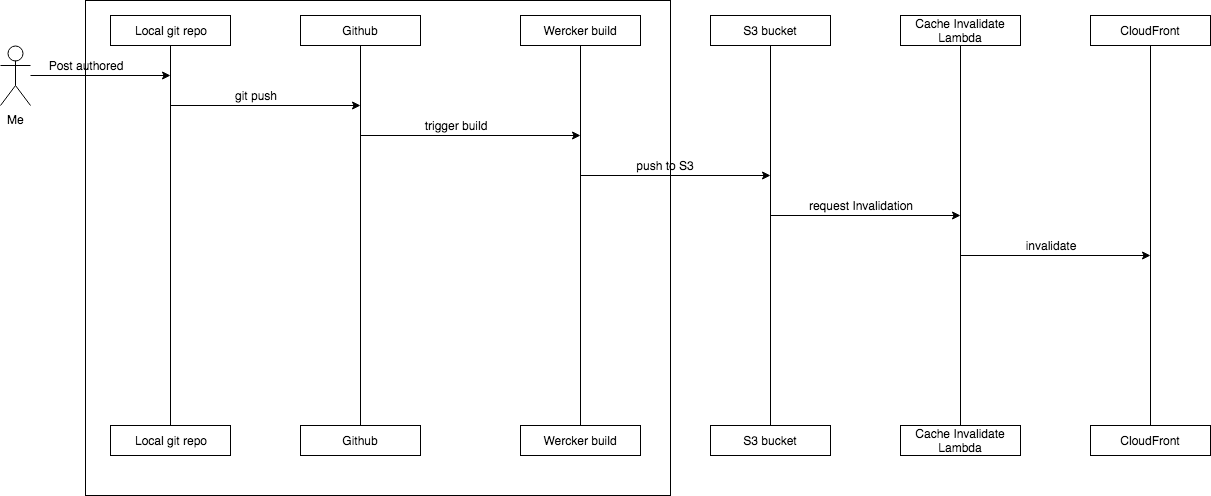 Local git repo
Github
Wercker build
S3 bucket
Cache Invalidate
Lambda
CloudFront
Post authored
Me
git push
trigger build
push to S3
request Invalidation
invalidate
Local git repo
Github
Wercker build
S3 bucket
Cache Invalidate
Lambda
CloudFront